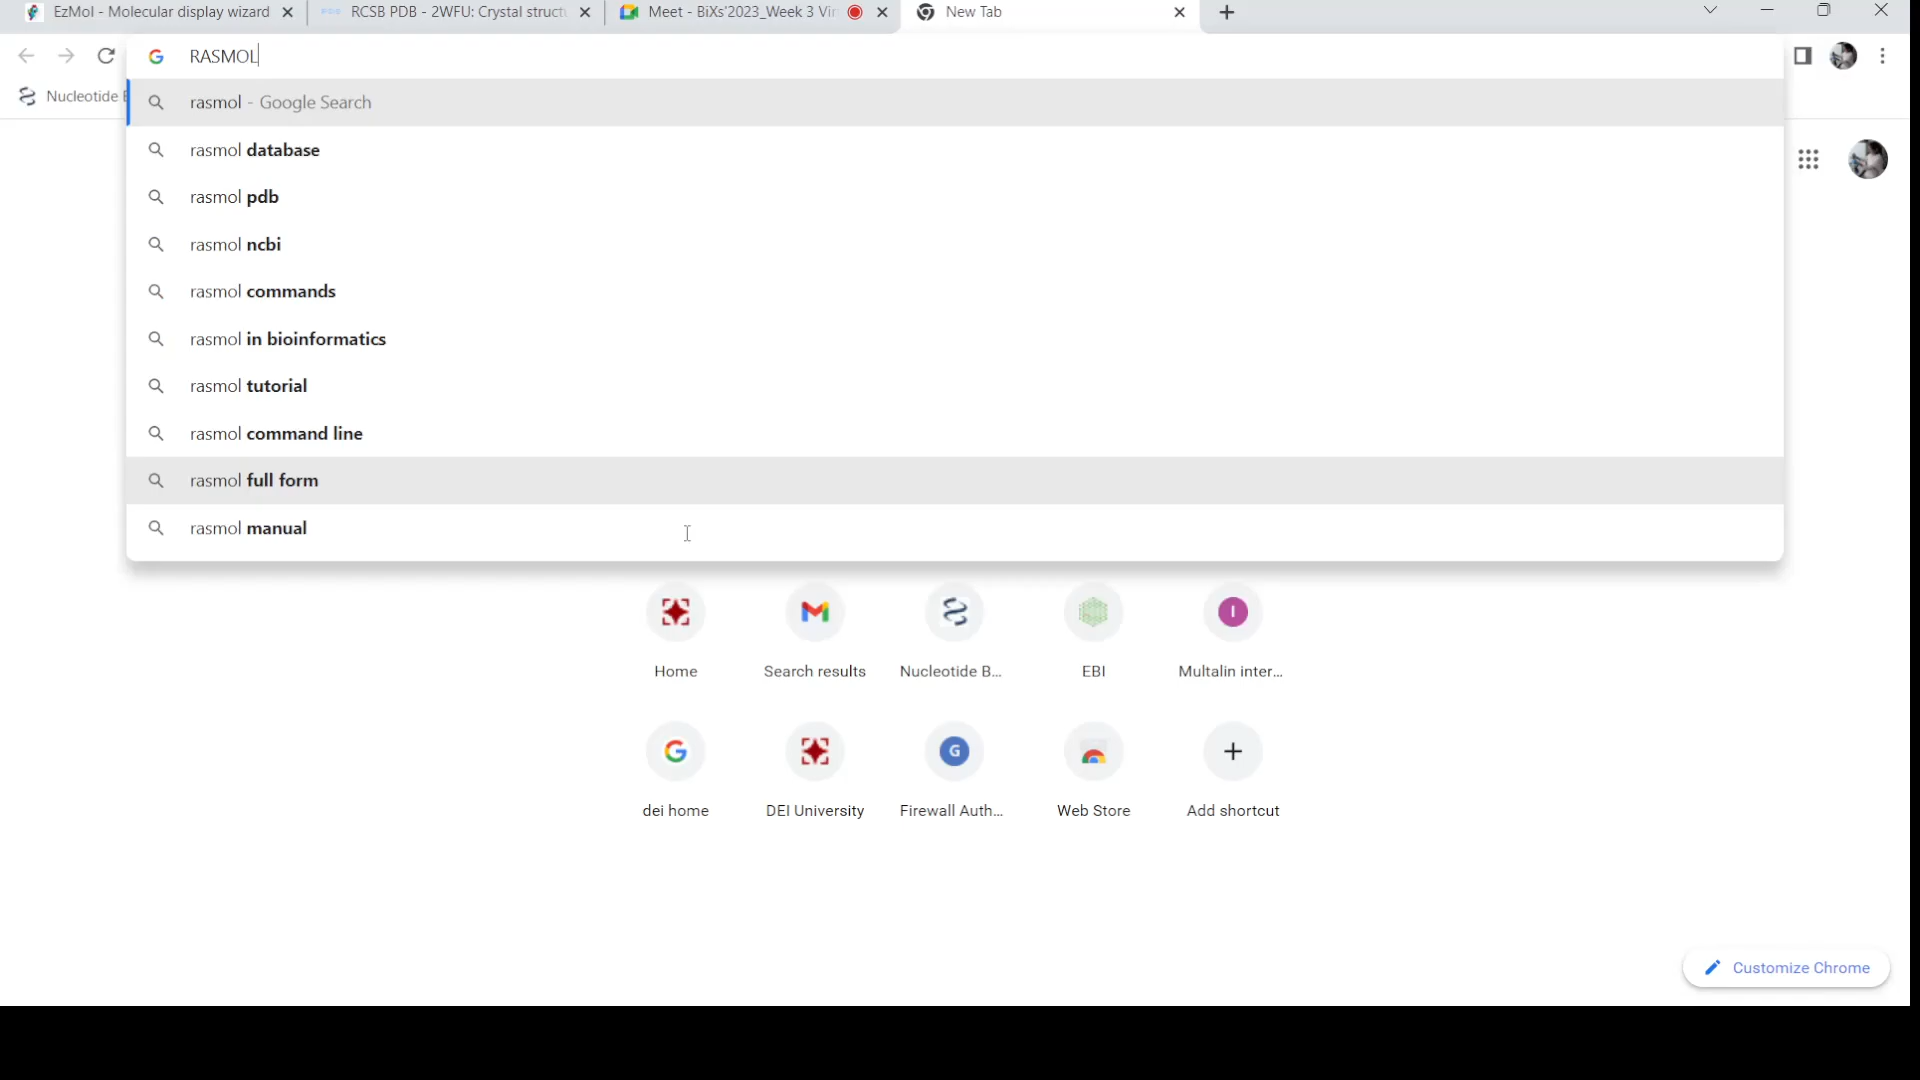 EzMol - Molecular display wizard
RCSB PDB - 2WFU: Crystal struct
Meet - BiXs'2023_Week 3 Vir
New Tab
RASMOL
Nucleotide
rasmol - Google Search
rasmol database
rasmol pdb
rasmol ncbi
rasmol commands
rasmol in bioinformatics
rasmol tutorial
rasmol command line
rasmol full form
rasmol manual
Home
Search results
Nucleotide B...
EBI
I
Multalin inter...
dei home
DEI University
G
Firewall Auth...
Web Store
Add shortcut
Customize Chrome